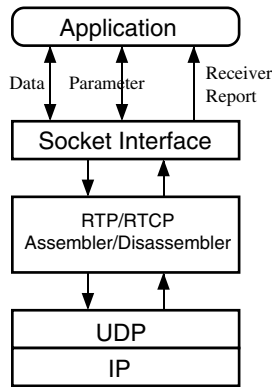 Application
Data
Parameter
Receiver
Report
Socket Interface
RTP/RTCP
Assembler/Disassembler
UDP
IP